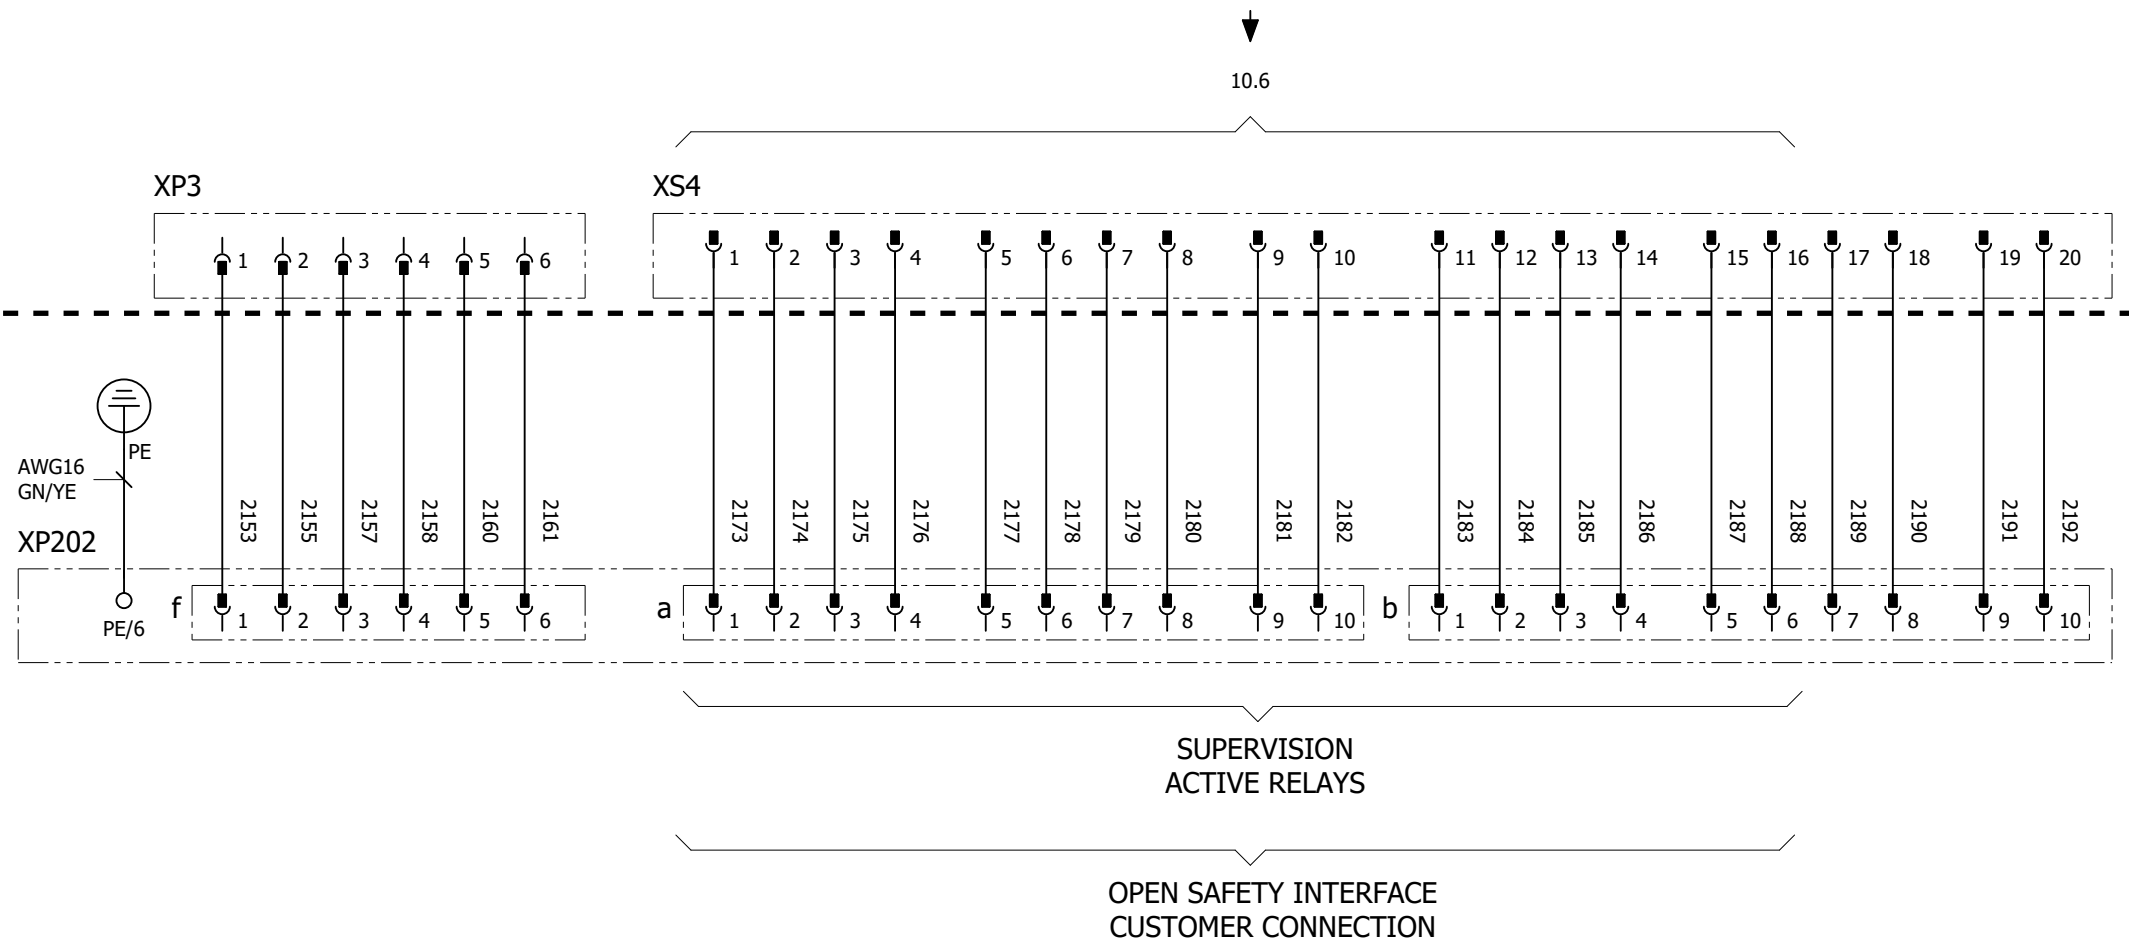 10.6
XP3 XS4
1 2 3 4 5 6 1 2 3 4 5 6 7 8 9 10 11 12 13 14 15 16 17 18 19 20
PE
AWG16
GN/YE
2153 2155 2157 2158 2160 2161 2173 2174 2175 2176 2177 2178 2179 2180 2181 2182 2183 2184 2185 2186 2187 2188 2189 2190 2191 2192
XP202
f 1 2 3 4 5 6 a 1 2 3 4 5 6 7 8 9 10 b 1 2 3 4 5 6 7 8 9 10
PE/6
SUPERVISION
ACTIVE RELAYS
OPEN SAFETY INTERFACE
CUSTOMER CONNECTION